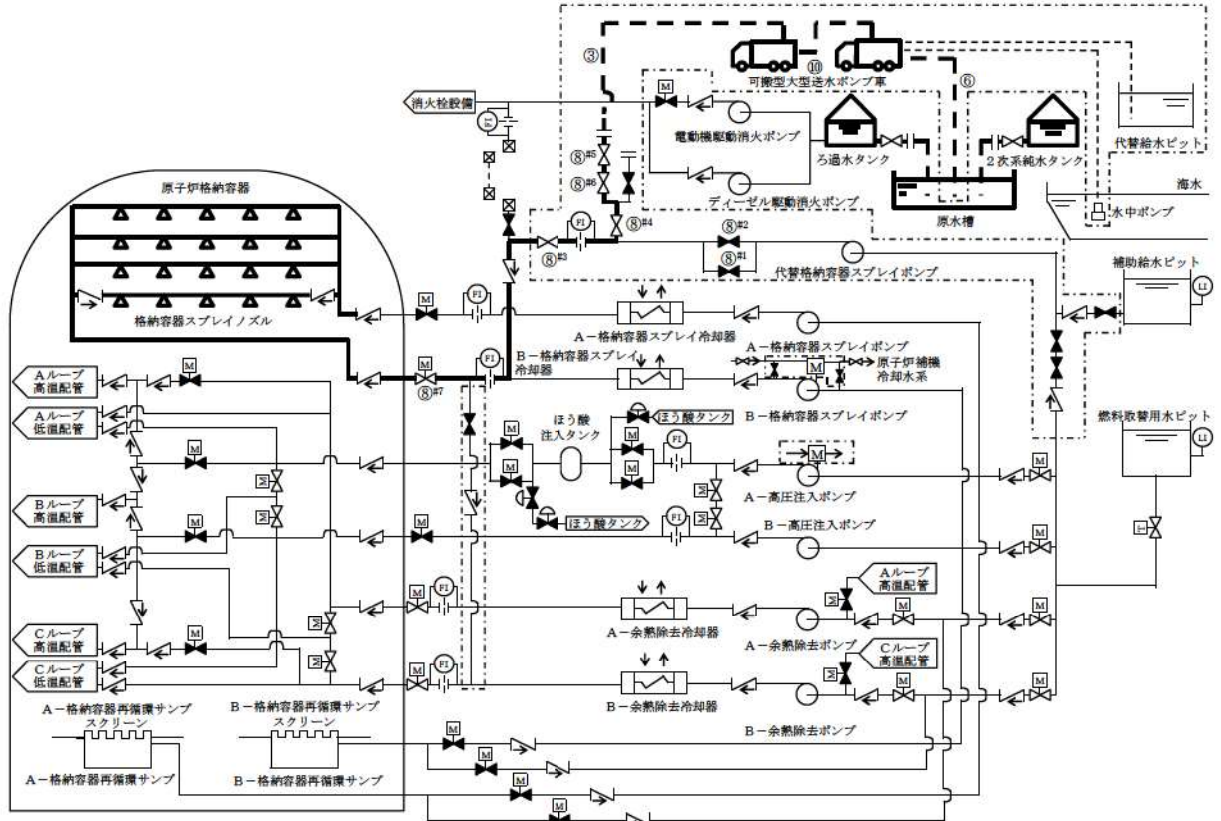 ③
⑩
可搬型大型送水ポンプ車
⑥
消火栓設備
M
FI
電動機駆動消火ポンプ
ろ過水タンク
2次系純水タンク
代替給水ピット
⑧#5
⑧#6
ディーゼル駆動消火ポンプ
原水槽
海水
水中ポンプ
原子炉格納容器
FI
⑧#4
⑧#3
⑧#2
⑧#1
代替格納容器スプレイポンプ
補助給水ピット
LI
格納容器スプレイノズル
M
FI
A-格納容器スプレイ冷却器
A-格納容器スプレイポンプ
B-格納容器スプレイ
冷却器
M
原子炉補機
冷却水系
M
⑧#7
FI
B-格納容器スプレイポンプ
燃料取替用水ピット
LI
Aループ
高温配管
M
Aループ
低温配管
ほう酸
注入タンク
ほう酸タンク
M
M
M
M
M
M
FI
M
A-高圧注入ポンプ
M
M
Bループ
高温配管
M
M
ほう酸タンク
B-高圧注入ポンプ
M
T
M
M
FI
M
Bループ
低温配管
Aループ
高温配管
M
FI
M
M
M
A-余熱除去冷却器
A-余熱除去ポンプ
M
Cループ
高温配管
M
Cループ
高温配管
M
Cループ
低温配管
M
FI
M
M
M
B-余熱除去冷却器
B-余熱除去ポンプ
A-格納容器再循環サンプ
スクリーン
B-格納容器再循環サンプ
スクリーン
M
M
A-格納容器再循環サンプ
B-格納容器再循環サンプ
M
M